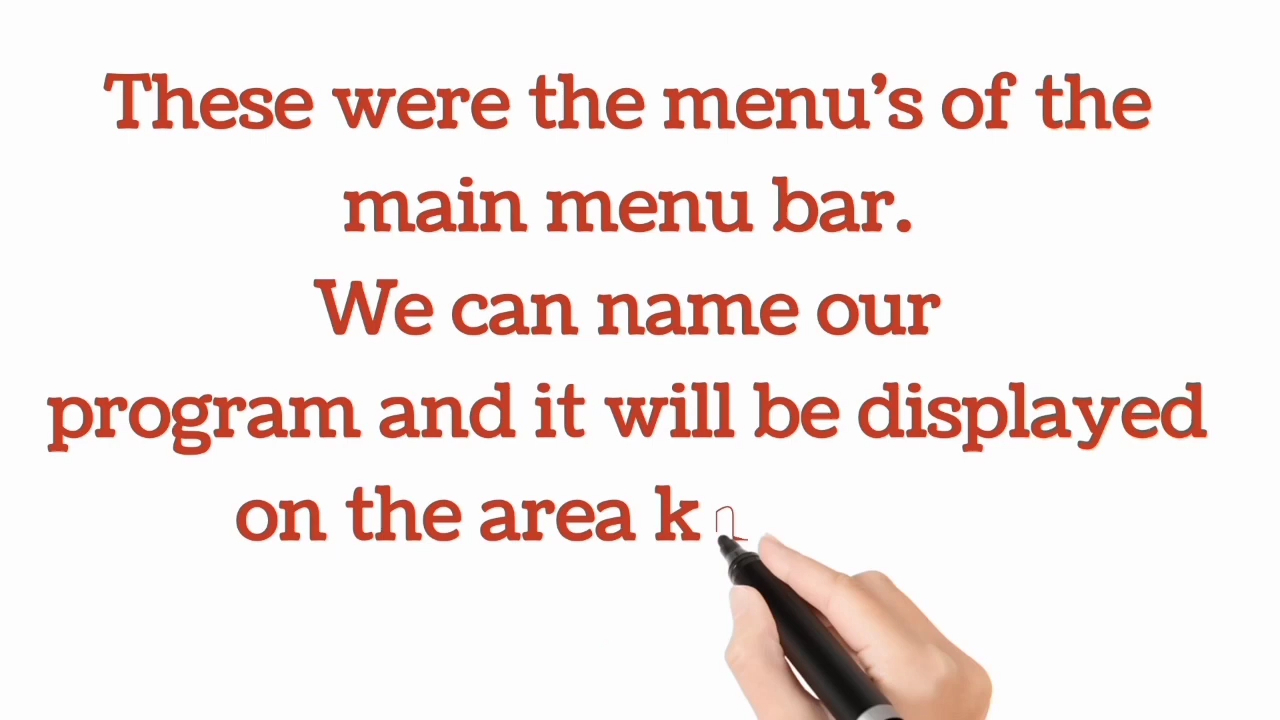 These were the menu’s of the
main menu bar.
We can name our
program and it will be displayed
on the area k